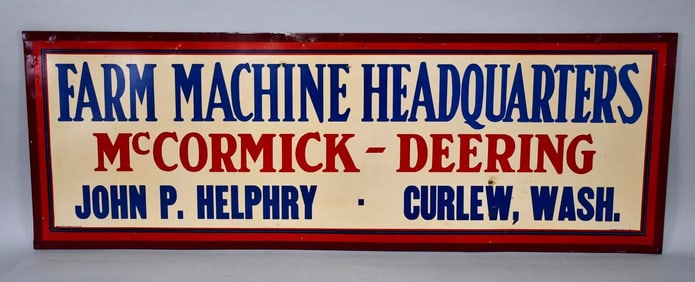 FARM MACHINE HEADQUARTERS
MCCORMICK - DEERING
JOHN P. HELPHRY · CURLEW, WASH.